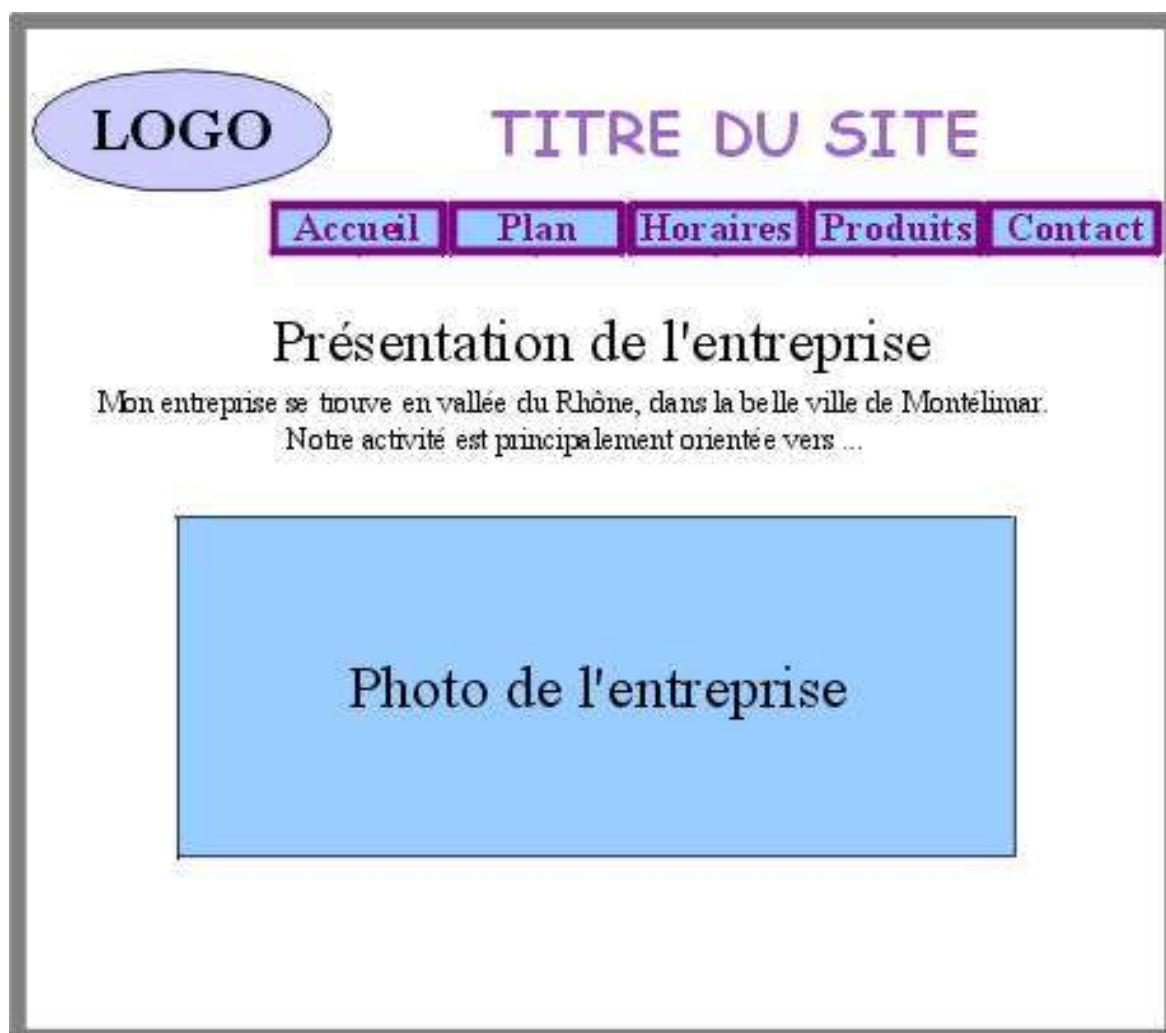 LOGO
TITRE DU SITE
Accueil Plan Horaires Produits Contact
Présentation de l'entreprise
Mon entreprise se trouve en vallée du Rhône, dans la belle ville de Montélimar.
Notre activité est principalement orientée vers ...
Photo de l'entreprise